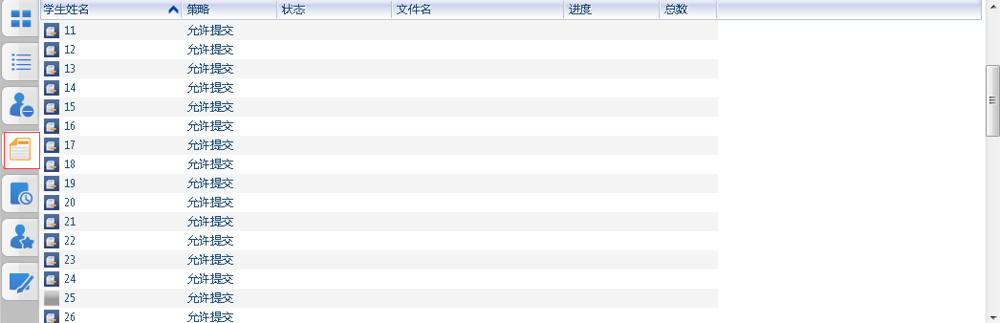 学生姓名 策略 状态 文件名 进度 总数
11 允许提交
12 允许提交
13 允许提交
14 允许提交
15 允许提交
16 允许提交
17 允许提交
18 允许提交
19 允许提交
20 允许提交
21 允许提交
22 允许提交
23 允许提交
24 允许提交
25 允许提交
26 允许提交